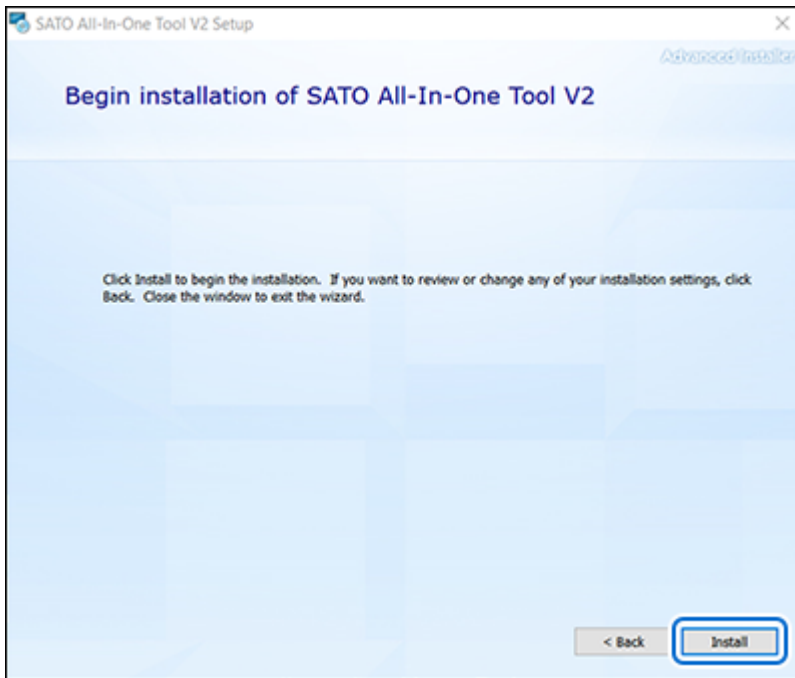 SATO All-In-One Tool V2 Setup
Advanced Installer
Begin installation of SATO All-In-One Tool V2
Click Install to begin the installation. If you want to review or change any of your installation settings, click
Back. Close the window to exit the wizard.
< Back
Install